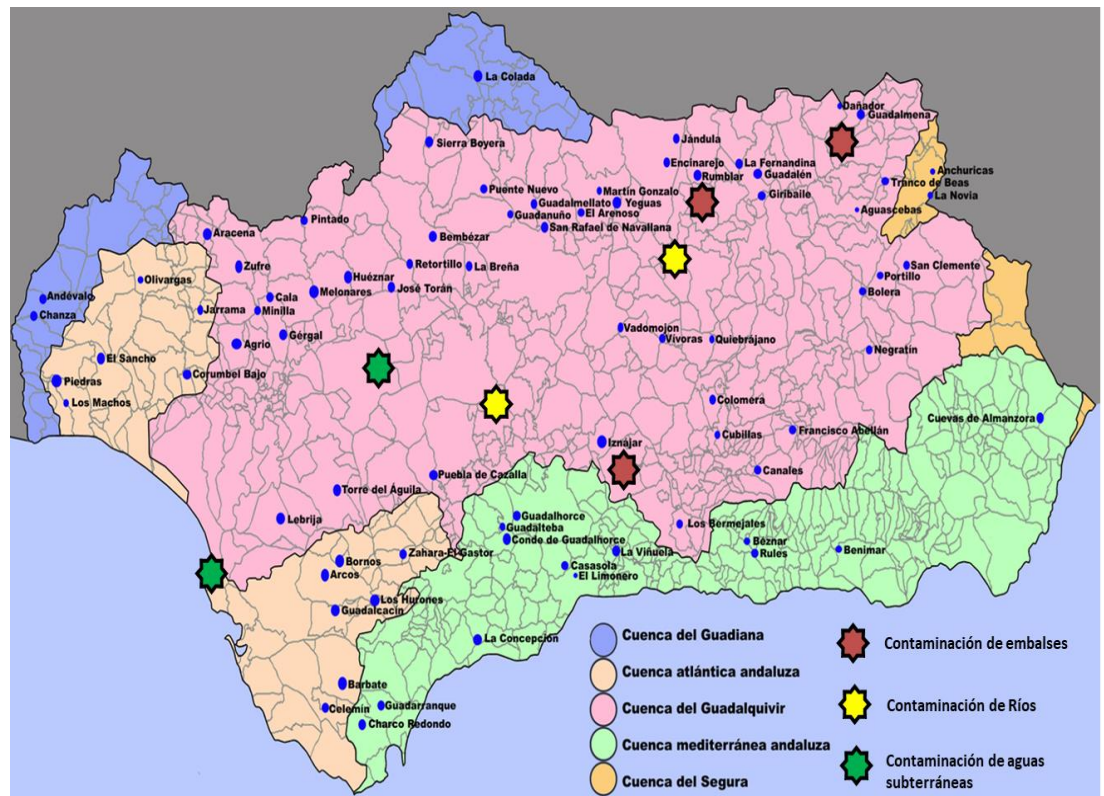 La Colada
Dañador
Guadalmena
Sierra Boyera
Jándula
Encinarejo
La Fernandina
Rumblar
Guadalén
Anchuricas
Tranco de Beas
La Novia
Puente Nuevo
Martín Gonzalo
Guadalmellato
Yeguas
Giribaile
Guadanuño
El Arenoso
Aguascebas
Pintado
San Rafael de Navallana
Aracena
Bembézar
Zufre
Retortillo
La Breña
San Clemente
Olivargas
Huéznar
Portillo
Melonares
José Torán
Bolera
Andévalo
Cala
Chanza
Jarrama
Minilla
Vadomojon
Gérgal
Víboras
Quiebrájano
Agrio
Negratín
El Sancho
Corumbel Bajo
Piedras
Los Machos
Colomera
Cuevas de Almanzora
Francisco Abellán
Cubillas
Iznájar
Canales
Puebla de Cazalla
Torre del Águila
Lebrija
Guadalhorce
Los Bermejales
Guadalteba
Conde de Guadalhorce
Béznar
Zahara-El Gastor
La Viñuela
Rules
Benimar
Bornos
Casasola
Arcos
El Limonero
Los Hurones
Guadalcacín
La Concepción
Barbate
Celemín
Guadarranque
Charco Redondo
Cuenca del Guadiana
Cuenca atlántica andaluza
Cuenca del Guadalquivir
Cuenca mediterránea andaluza
Cuenca del Segura
Contaminación de embalses
Contaminación de Ríos
Contaminación de aguas
subterráneas